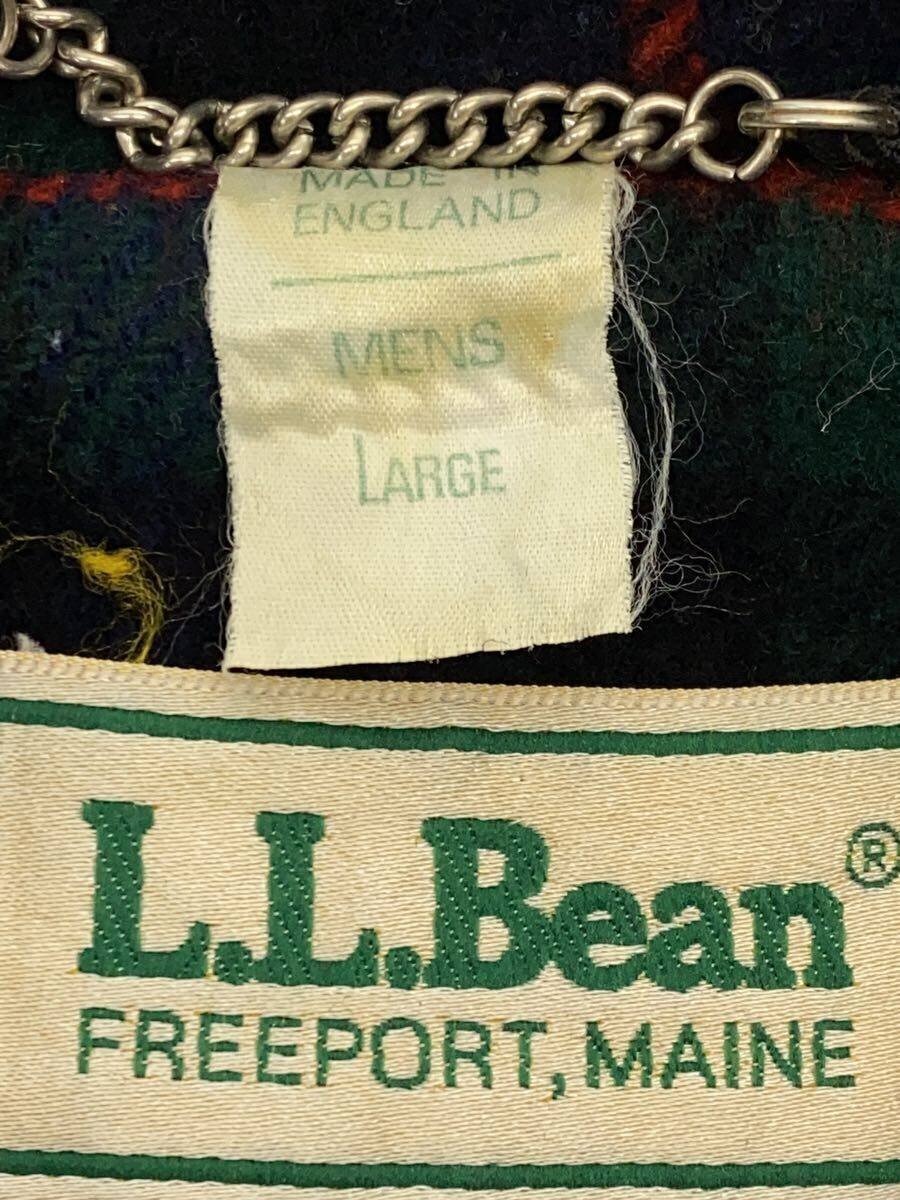 MADE IN
ENGLAND
MENS
LARGE
L.L.Bean®
FREEPORT, MAINE